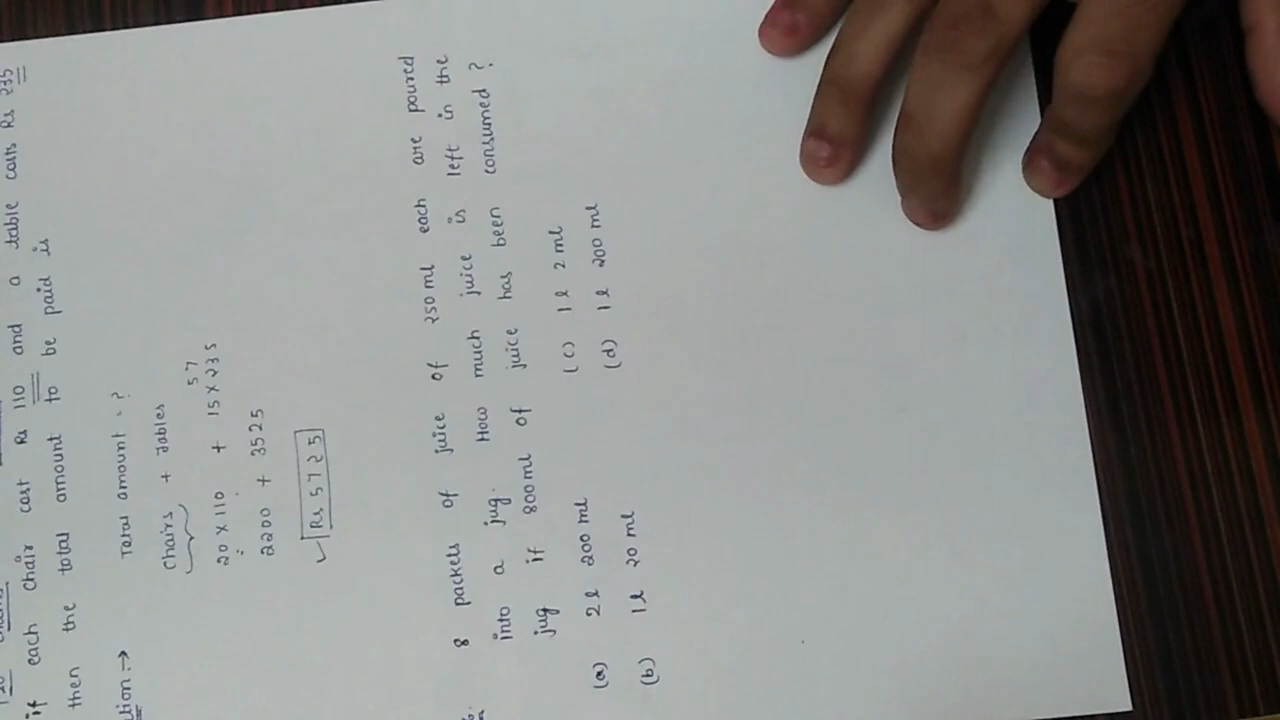 if each chair cost Rs 110 and a table costs Rs 235
then the total amount to be paid is
Total amount = ?
Chairs + Tables
57
20 X 110 + 15 X 235
2200 + 3525
Rs 5725
8 packets of juice of 250 ml each are poured
into a jug. How much juice is left in the
jug if 800 ml of juice has been consumed ?
(a) 2 l 200 ml (c) 1 l 2 ml
(b) 1 l 20 ml (d) 1 l 200 ml